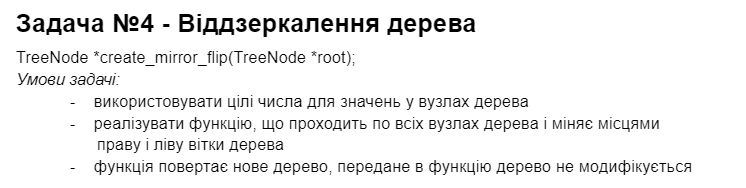 Задача №4 - Віддзеркалення дерева
TreeNode *create_mirror_flip(TreeNode *root);
Умови задачі:
- використовувати цілі числа для значень у вузлах дерева
- реалізувати функцію, що проходить по всіх вузлах дерева і міняє місцями
праву і ліву вітки дерева
- функція повертає нове дерево, передане в функцію дерево не модифікується